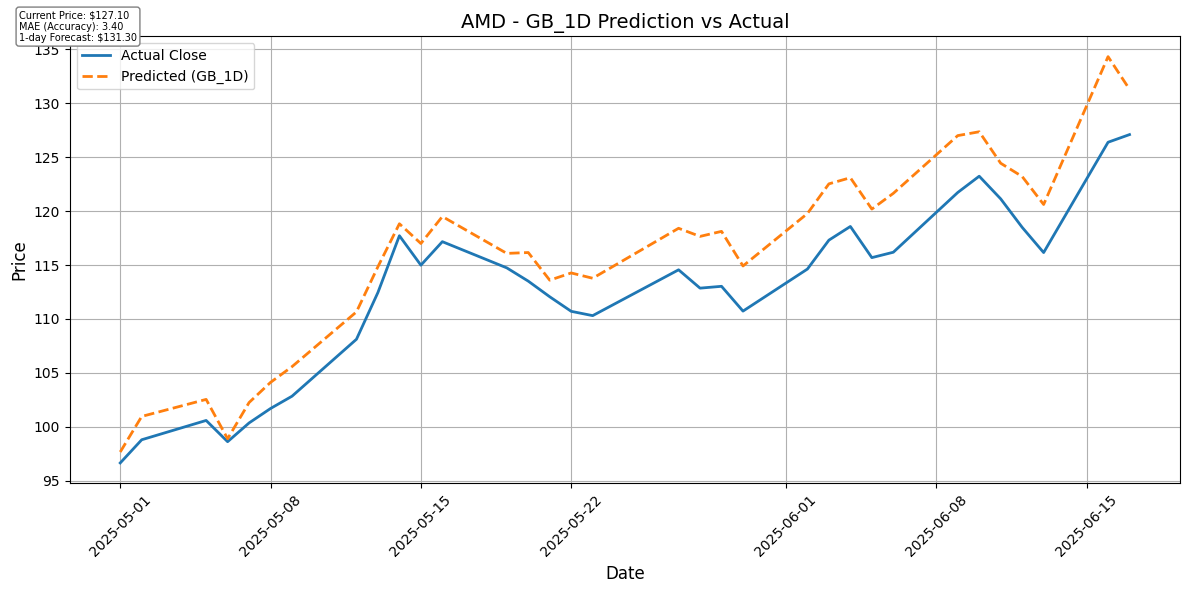 AMD - GB_1D Prediction vs Actual
Current Price: $127.10
MAE (Accuracy): 3.40
1-day Forecast: $131.30
Actual Close
Predicted (GB_1D)
Price
135
130
125
120
115
110
105
100
95
2025-05-01
2025-05-08
2025-05-15
2025-05-22
2025-06-01
2025-06-08
2025-06-15
Date